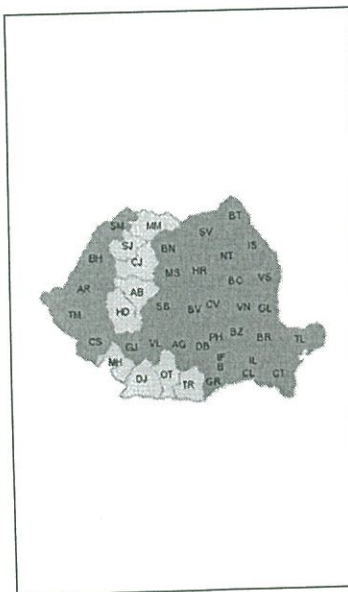 BT
SM MM SV
SJ IS
BH CJ BN NT
MS HR BC VS
AR AB
TM HD SB BV CV VN GL
CS GJ VL AG DB PH BZ BR TL
MH IF IL
DJ OT TR B CL CT
GR